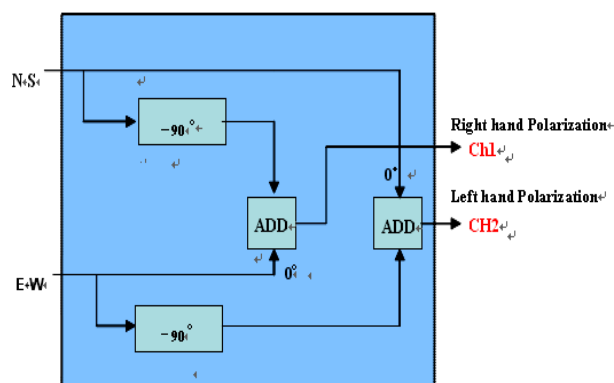 N S
−90°
Right hand Polarization
Ch1
0°
Left hand Polarization
ADD
ADD
CH2
0°
E W
−90°